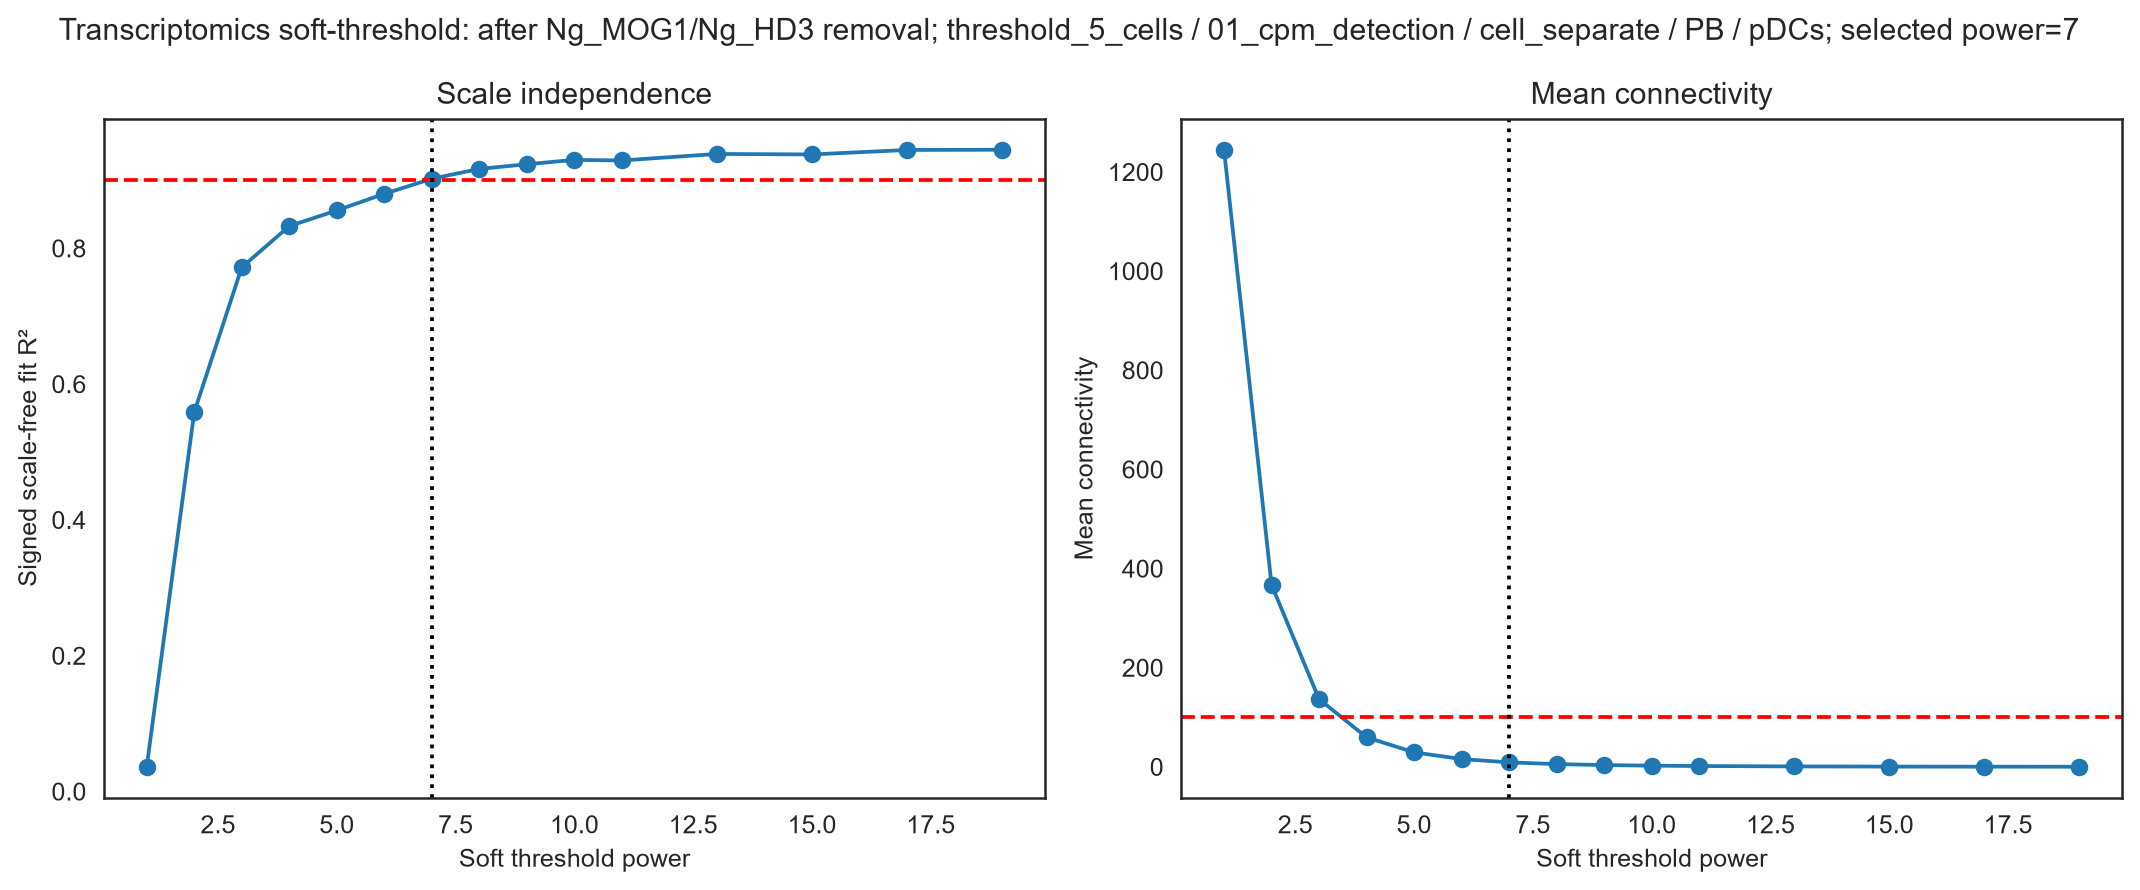 Transcriptomics soft-threshold: after Ng_MOG1/Ng_HD3 removal; threshold_5_cells / 01_cpm_detection / cell_separate / PB / pDCs; selected power=7
Scale independence
Signed scale-free fit R²
0.8
0.6
0.4
0.2
0.0
2.5 5.0 7.5 10.0 12.5 15.0 17.5
Soft threshold power
Mean connectivity
Mean connectivity
1200
1000
800
600
400
200
0
2.5 5.0 7.5 10.0 12.5 15.0 17.5
Soft threshold power